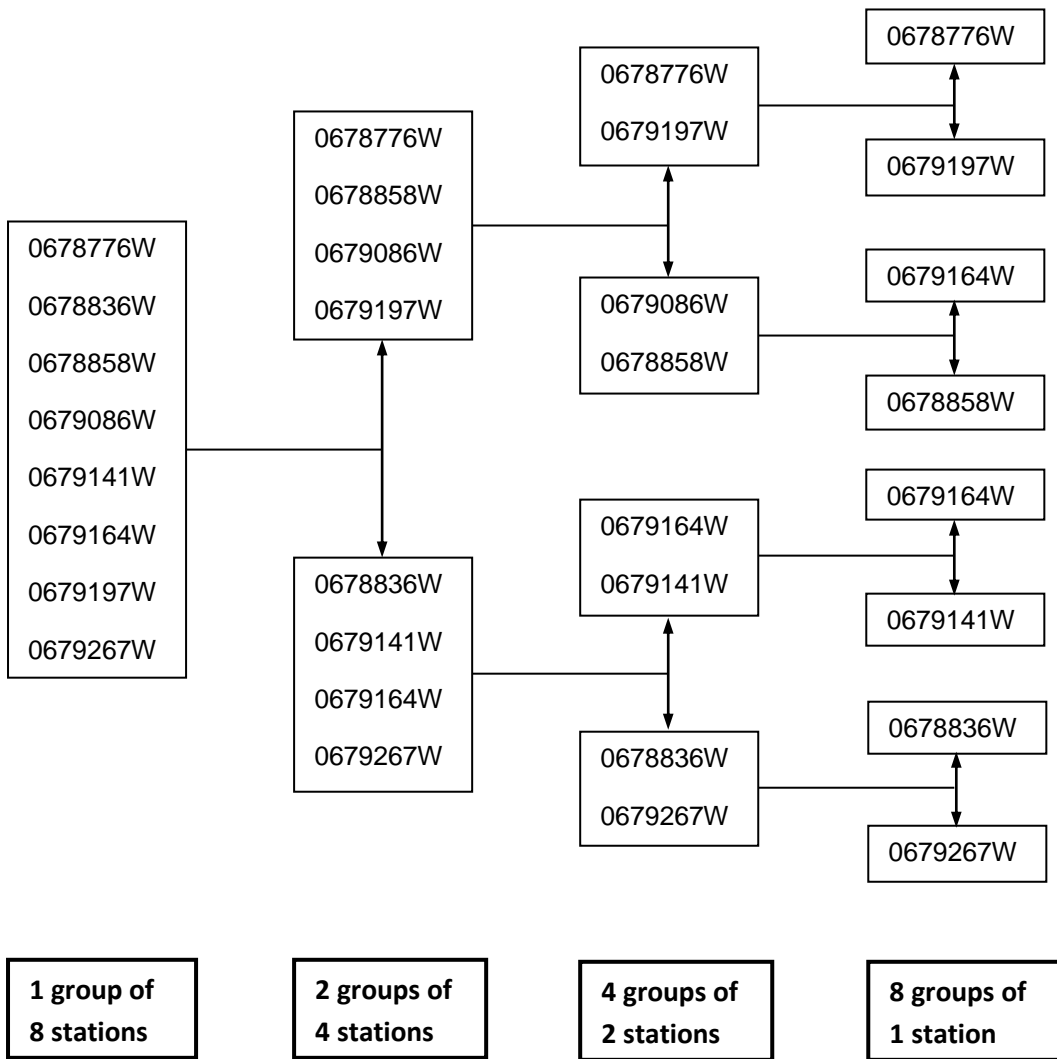 0678776W
0678836W
0678858W
0679086W
0679141W
0679164W
0679197W
0679267W
0678776W
0678858W
0679086W
0679197W
0678836W
0679141W
0679164W
0679267W
0678776W
0679197W
0679086W
0678858W
0679164W
0679141W
0678836W
0679267W
0678776W
0679197W
0679164W
0678858W
0679164W
0679141W
0678836W
0679267W
1 group of
8 stations
2 groups of
4 stations
4 groups of
2 stations
8 groups of
1 station